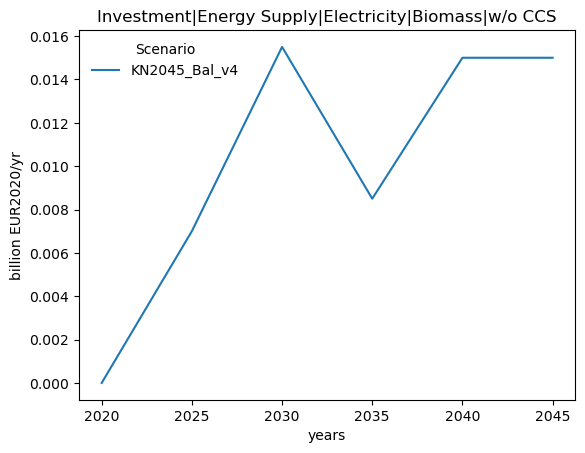 Investment|Energy Supply|Electricity|Biomass|w/o CCS
Scenario
KN2045_Bal_v4
billion EUR2020/yr
0.016
0.014
0.012
0.010
0.008
0.006
0.004
0.002
0.000
2020 2025 2030 2035 2040 2045
years